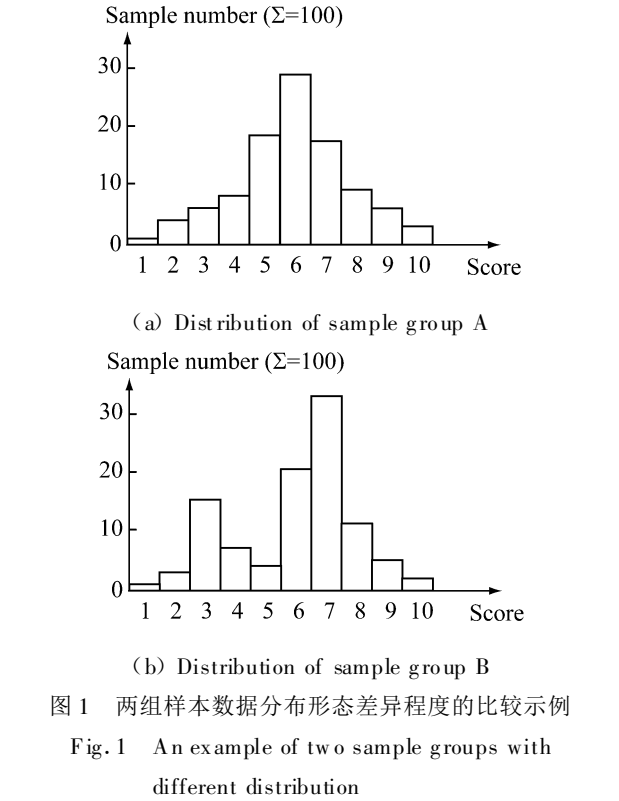 Sample number (Σ=100)
30
20
10
0
1 2 3 4 5 6 7 8 9 10
Score
(a) Distribution of sample group A
Sample number (Σ=100)
30
20
10
0
1 2 3 4 5 6 7 8 9 10
Score
(b) Distribution of sample group B
图 1 两组样本数据分布形态差异程度的比较示例
Fig. 1 An example of two sample groups with
different distribution